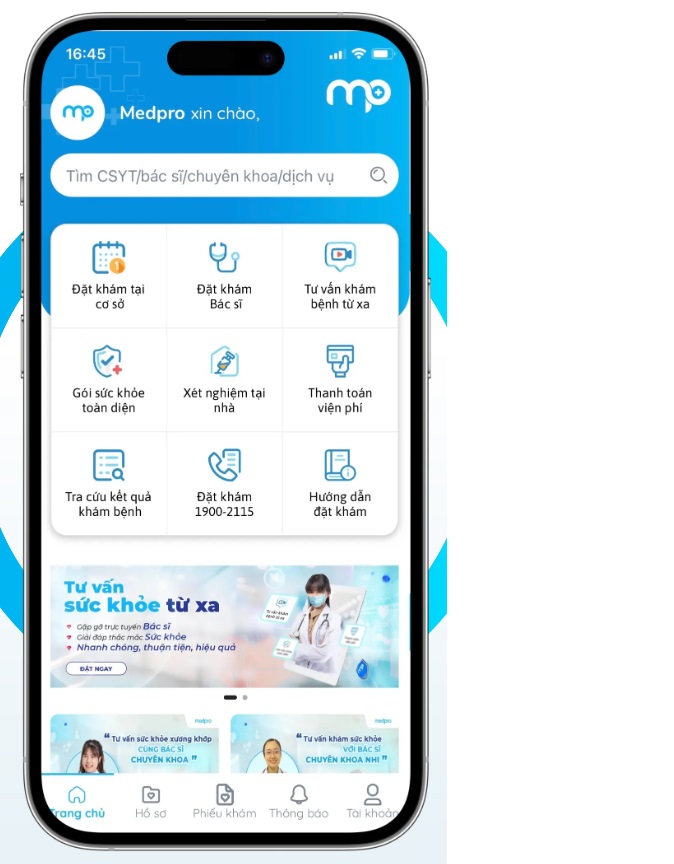 16:45
mp
Medpro xin chào,
mp
Tìm CSYT/bác sĩ/chuyên khoa/dịch vụ
Đặt khám tại
cơ sở
Đặt khám
Bác sĩ
Tư vấn khám
bệnh từ xa
Gói sức khỏe
toàn diện
Xét nghiệm tại
nhà
Thanh toán
viện phí
Tra cứu kết quả
khám bệnh
Đặt khám
1900-2115
Hướng dẫn
đặt khám
Tư vấn
sức khỏe từ xa
Gặp gỡ trực tuyến Bác sĩ
Giải đáp thắc mắc Sức khỏe
Nhanh chóng, thuận tiện, hiệu quả
ĐẶT NGAY
medpro
❝ Tư vấn sức khỏe xương khớp
CÙNG BÁC SĨ
CHUYÊN KHOA ❞
medpro
❝ Tư vấn khám sức khỏe
VỚI BÁC SĨ
CHUYÊN KHOA NHI ❞
Trang chủ
Hồ sơ
Phiếu khám
Thông báo
Tài khoản